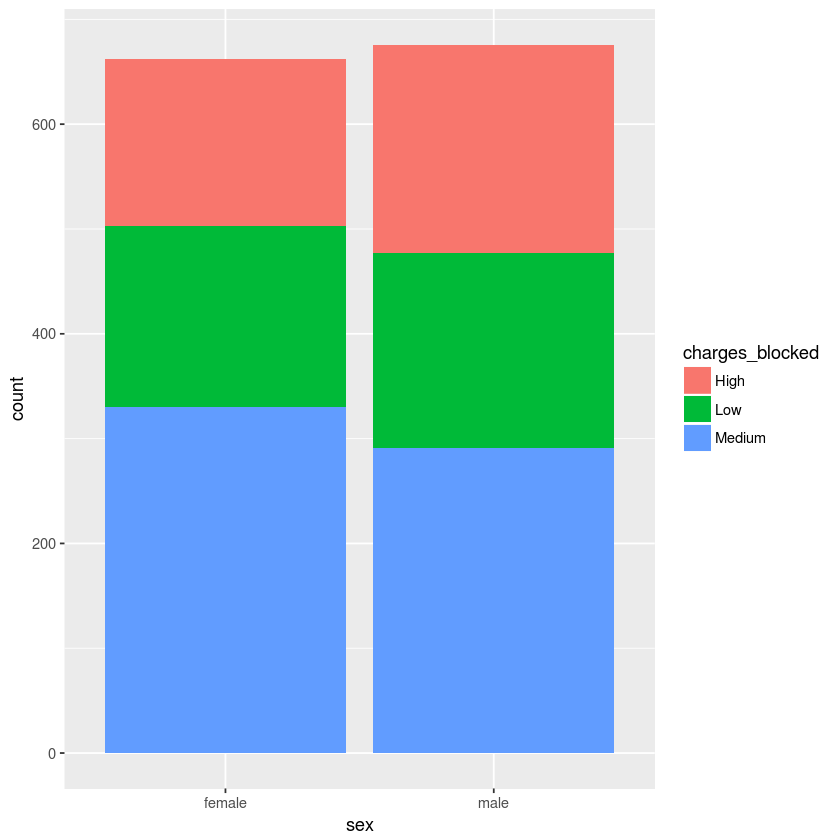 600
400
200
0
count
female
male
sex
charges_blocked
High
Low
Medium